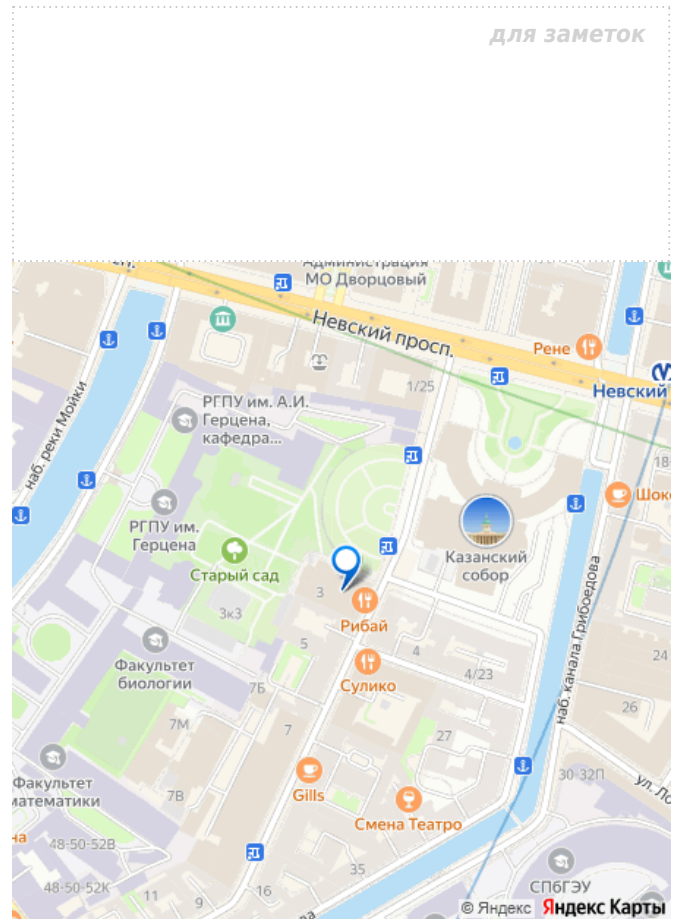 для заметок
Администрация
МО Дворцовый
Невский просп.
Рене
Невский
1/25
РГПУ им. А.И.
Герцена,
кафедра...
наб. реки Мойки
РГПУ им.
Герцена
Старый сад
Казанский
собор
3
3к3
Рибай
5
4
4/23
Сулико
Факультет
биологии
7Б
7М
7
27
наб. канала Грибоедова
24
26
Gills
Смена Театро
30-32П
ул. Ло
Факультет
математики
7В
на
48-50-52В
48-50-52К
11
9
16
35
СПбГЭУ
© Яндекс Яндекс Карты